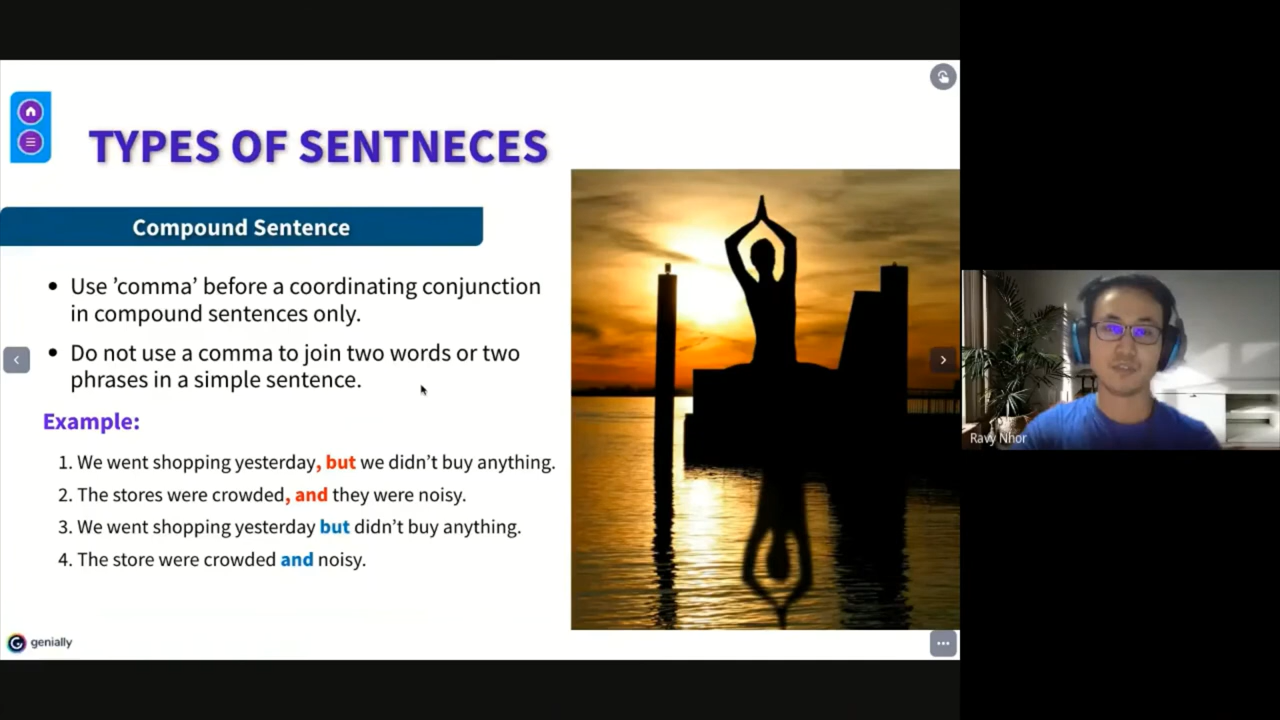 TYPES OF SENTNECES
Compound Sentence
• Use ’comma’ before a coordinating conjunction
in compound sentences only.
• Do not use a comma to join two words or two
phrases in a simple sentence.
Example:
1. We went shopping yesterday, but we didn’t buy anything.
2. The stores were crowded, and they were noisy.
3. We went shopping yesterday but didn’t buy anything.
4. The store were crowded and noisy.
genially
Ravy Nhor